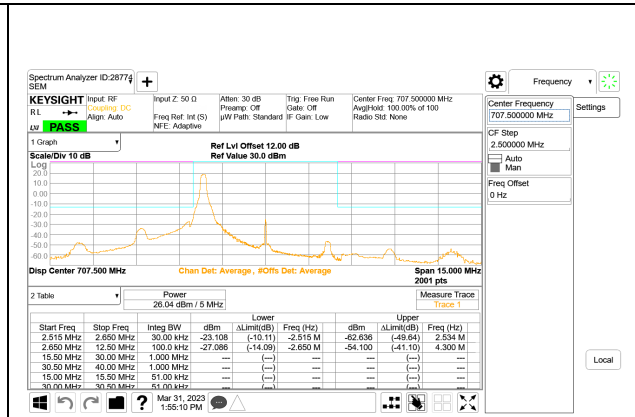 Spectrum Analyzer ID:28774
SEM
Frequency
KEYSIGHT Input: RF Input Z: 50 Ω Atten: 30 dB Trig: Free Run Center Freq: 707.500000 MHz
RL Coupling: DC Preamp: Off Gate: Off Avg|Hold: 100.00% of 100
Align: Auto Freq Ref: Int (S) µW Path: Standard IF Gain: Low Radio Std: None
PASS NFE: Adaptive
Center Frequency
707.500000 MHz
Settings
CF Step
2.500000 MHz
Auto
Man
Freq Offset
0 Hz
1 Graph
Ref Lvl Offset 12.00 dB
Scale/Div 10 dB Ref Value 30.0 dBm
Log
20.0
10.0
0.00
-10.0
-20.0
-30.0
-40.0
-50.0
-60.0
Disp Center 707.500 MHz Chan Det: Average, #Offs Det: Average Span 15.000 MHz
2001 pts
2 Table Power Measure Trace
26.04 dBm / 5 MHz Trace 1
Lower Upper
Start Freq Stop Freq Integ BW dBm ΔLimit(dB) Freq (Hz) dBm ΔLimit(dB) Freq (Hz)
2.515 MHz 2.650 MHz 30.00 kHz -23.108 (-10.11) -2.515 M -62.636 (-49.64) 2.534 M
2.650 MHz 12.50 MHz 100.0 kHz -27.086 (-14.09) -2.650 M -54.100 (-41.10) 4.300 M
15.50 MHz 30.00 MHz 1.000 MHz --- (---) --- --- (---) ---
30.50 MHz 40.00 MHz 1.000 MHz --- (---) --- --- (---) ---
15.00 MHz 15.50 MHz 51.00 kHz --- (---) --- --- (---) ---
30.00 MHz 30.50 MHz 51.00 kHz --- (---) --- --- (---) ---
Local
? Mar 31, 2023
1:55:10 PM